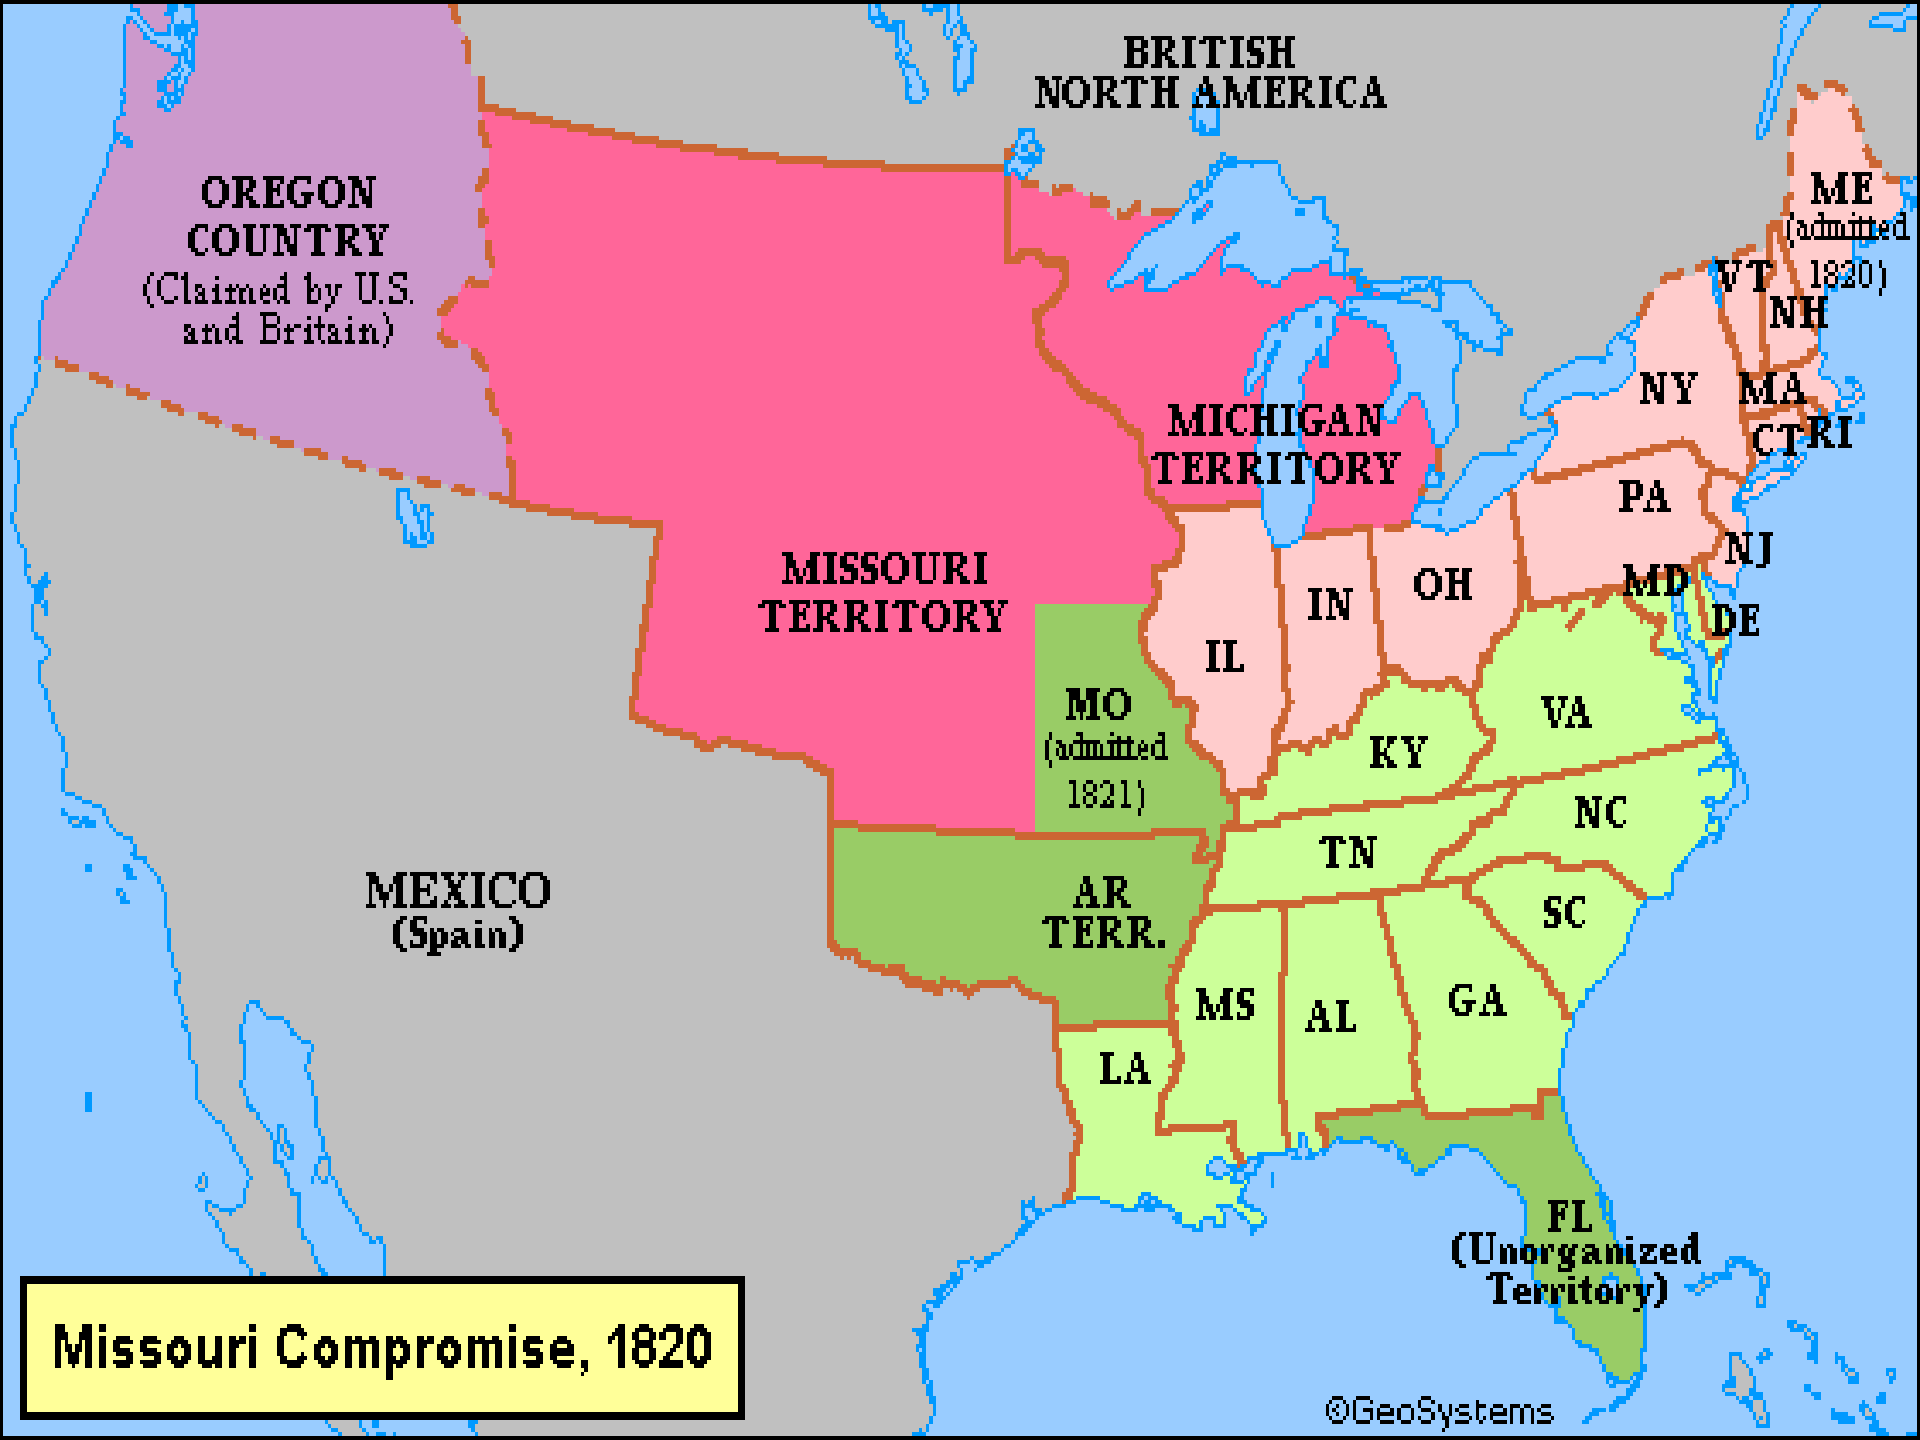 BRITISH
NORTH AMERICA
OREGON
COUNTRY
(Claimed by U.S.
and Britain)
ME
(admitted
1820)
VT
NH
NY
MA
CT
RI
MICHIGAN
TERRITORY
PA
NJ
MD
DE
MISSOURI
TERRITORY
IL
IN
OH
MO
(admitted
1821)
KY
VA
NC
TN
SC
MEXICO
(Spain)
AR
TERR.
MS
AL
GA
LA
FL
(Unorganized
Territory)
Missouri Compromise, 1820
©GeoSystems